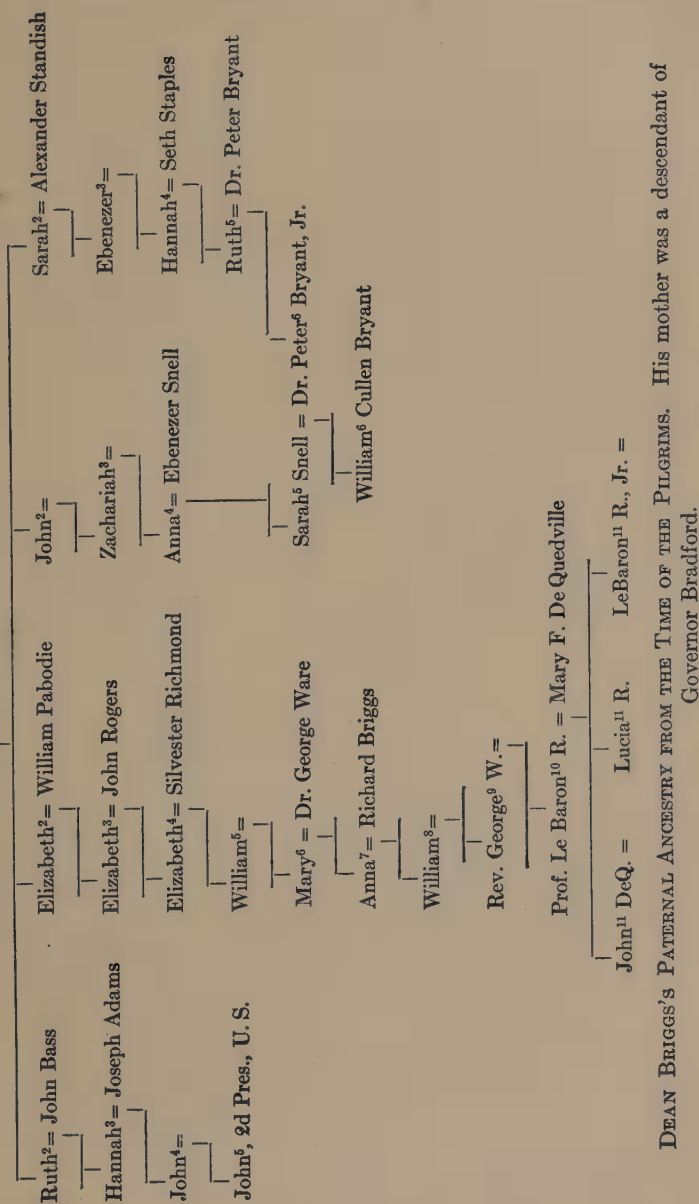 Ruth²= John Bass
Hannah³= Joseph Adams
John⁴=
John⁵, 2d Pres., U. S.
Elizabeth²= William Pabodie
Elizabeth³= John Rogers
Elizabeth⁴= Silvester Richmond
William⁵=
Mary⁶ = Dr. George Ware
Anna⁷= Richard Briggs
William⁸=
Rev. George⁹ W.=
Prof. Le Baron¹⁰ R. = Mary F. De Quedville
John¹¹ DeQ. = Lucia¹¹ R. LeBaron¹¹ R., Jr. =
John²=
Zachariah³=
Anna⁴= Ebenezer Snell
Sarah⁵ Snell = Dr. Peter⁶ Bryant, Jr.
William⁶ Cullen Bryant
Sarah²= Alexander Standish
Ebenezer³=
Hannah⁴= Seth Staples
Ruth⁵= Dr. Peter Bryant
DEAN BRIGGS'S PATERNAL ANCESTRY FROM THE TIME OF THE PILGRIMS. His mother was a descendant of
Governor Bradford.